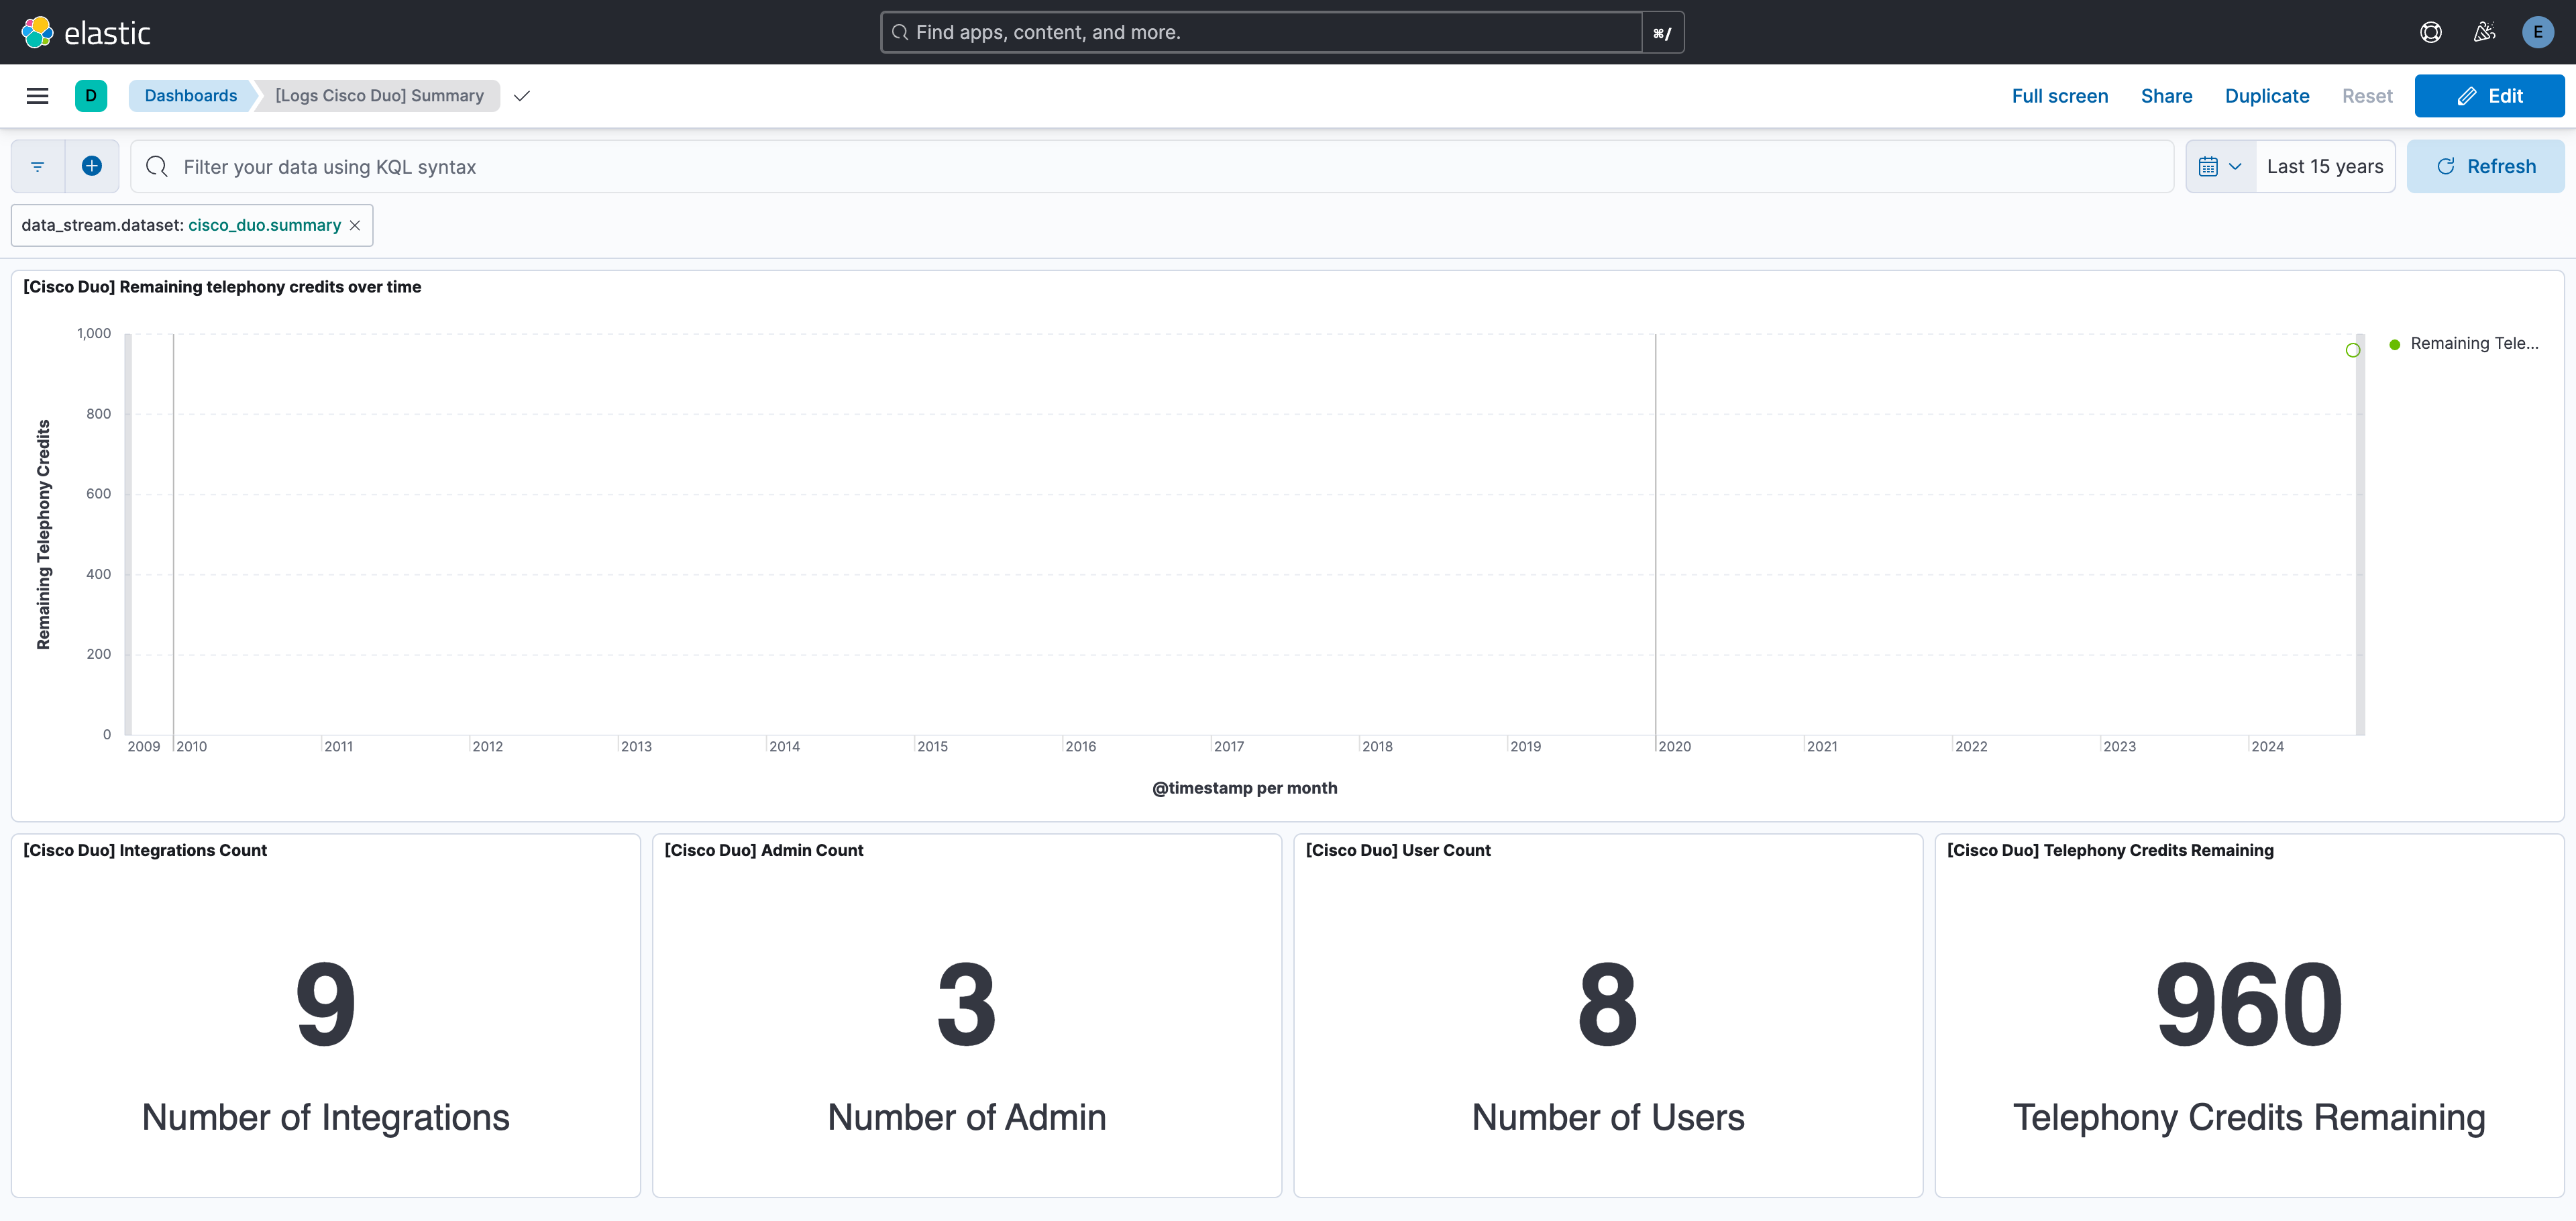 elastic
Find apps, content, and more.
⌘/
E
D
Dashboards
[Logs Cisco Duo] Summary
Full screen
Share
Duplicate
Reset
Edit
Filter your data using KQL syntax
Last 15 years
Refresh
data_stream.dataset: cisco_duo.summary
[Cisco Duo] Remaining telephony credits over time
Remaining Telephony Credits
1,000
800
600
400
200
0
2009 2010 2011 2012 2013 2014 2015 2016 2017 2018 2019 2020 2021 2022 2023 2024
@timestamp per month
Remaining Tele...
[Cisco Duo] Integrations Count
9
Number of Integrations
[Cisco Duo] Admin Count
3
Number of Admin
[Cisco Duo] User Count
8
Number of Users
[Cisco Duo] Telephony Credits Remaining
960
Telephony Credits Remaining